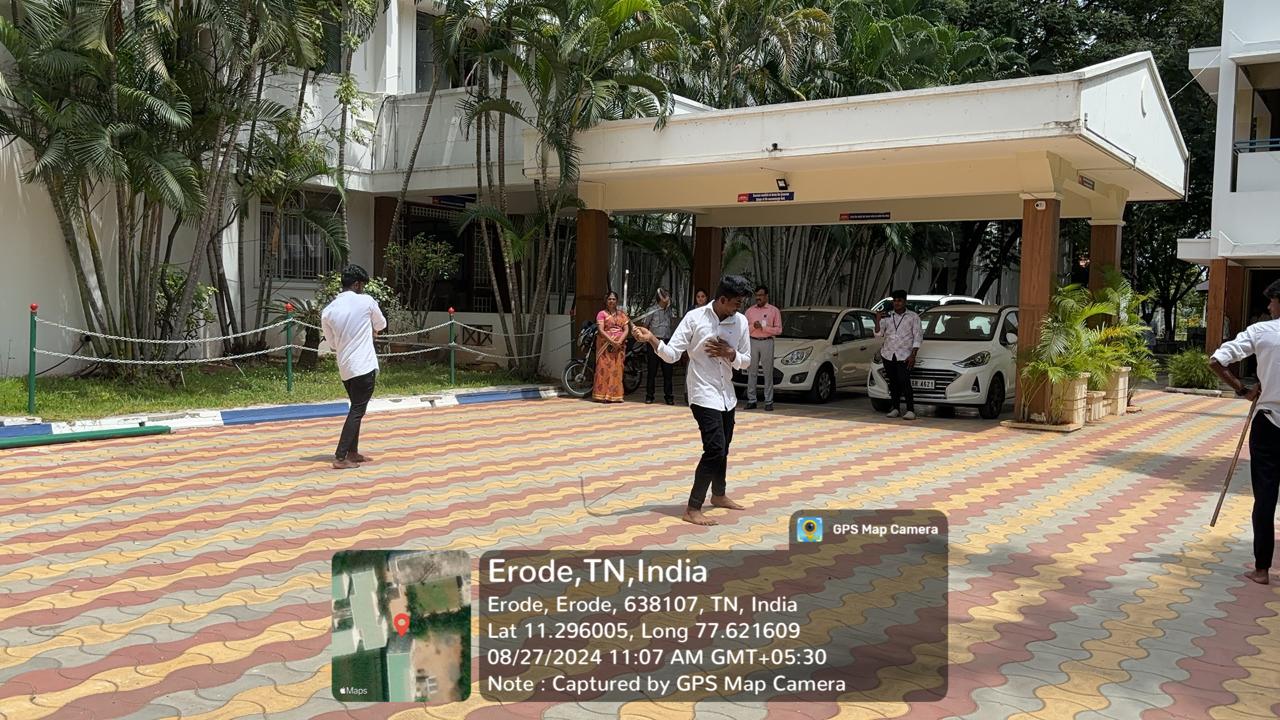 GPS Map Camera
Erode,TN,India
Erode, Erode, 638107, TN, India
Lat 11.296005, Long 77.621609
08/27/2024 11:07 AM GMT+05:30
Note : Captured by GPS Map Camera
Maps